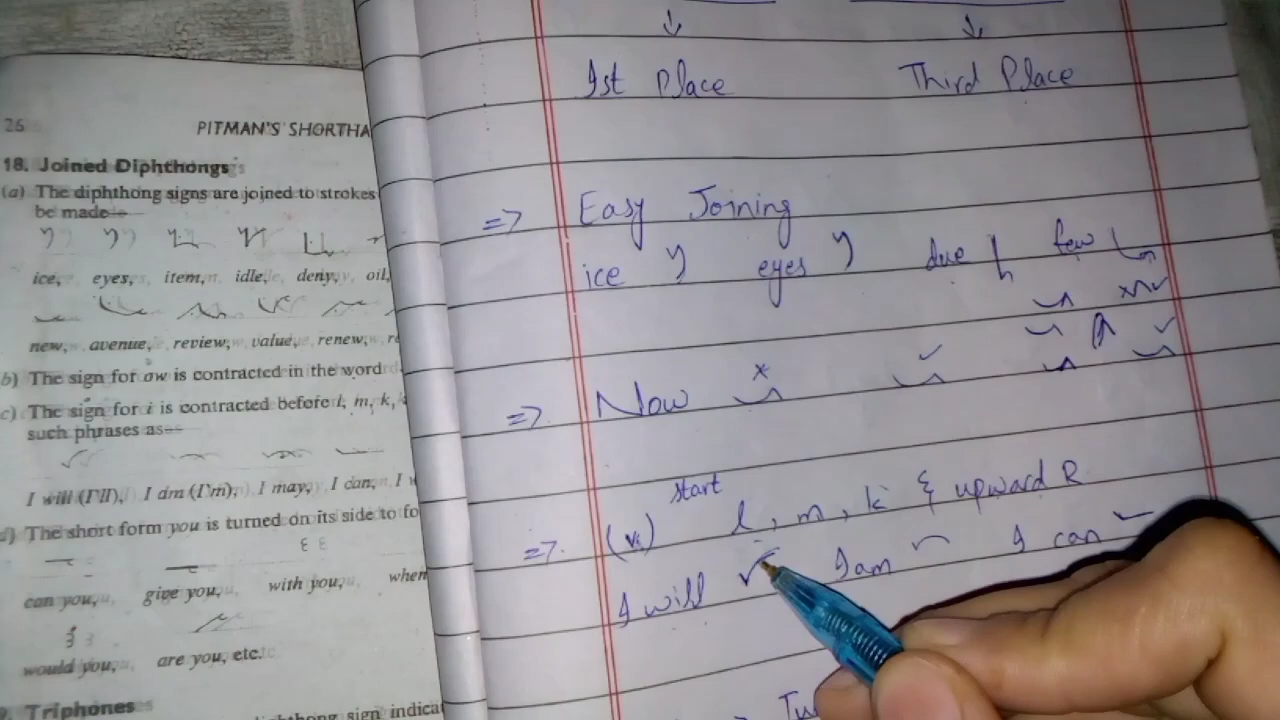 26 PITMAN'S SHORTHA
18. Joined Diphthongs
(a) The diphthong signs are joined to strokes
be made
ice, eyes, item, idle, deny, oil,
new, avenue, review, value, renew,
b) The sign for ow is contracted in the word
c) The sign for i is contracted before l, m, k,
such phrases as—
I will (I'll), I am (I'm), I may, I can, I w
The short form you is turned on its side to fo
can you, give you, with you, when
would you, are you, etc.
Triphones
sign indica
1st Place Third Place
=> Easy Joining
ice eyes due few
=> Now
start
=> l, m, k & upward R
I will I am I can